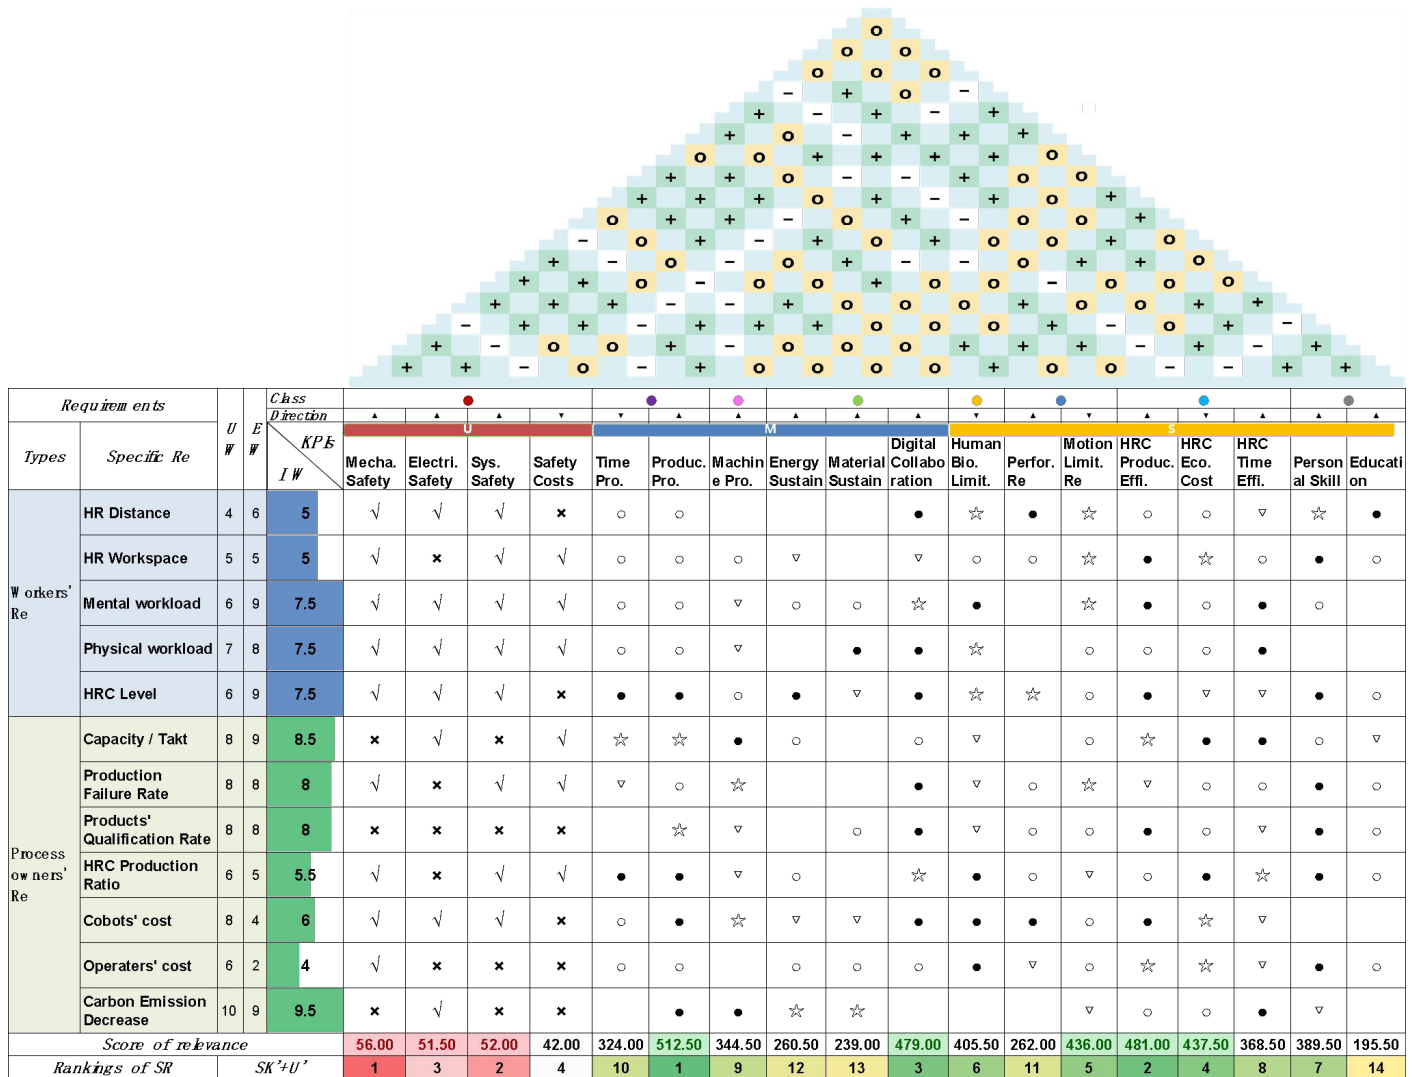 Requirements U W E W Class
Direction
Types Specific Re KPIs IW
U M S
Mecha. Safety Electri. Safety Sys. Safety Safety Costs Time Pro. Produc. Pro. Machin e Pro. Energy Sustain Material Sustain Digital Collabo ration Human Bio. Limit. Perfor. Re Motion Limit. Re HRC Produc. Effi. HRC Eco. Cost HRC Time Effi. Person al Skill Educati on
Workers' Re
HR Distance 4 6 5 √ √ √ × ○ ○ ● ☆ ● ☆ ○ ○ ▽ ☆ ●
HR Workspace 5 5 5 √ × √ √ ○ ○ ○ ▽ ▽ ○ ○ ☆ ● ☆ ○ ● ○
Mental workload 6 9 7.5 √ √ √ √ ○ ○ ▽ ○ ○ ☆ ● ☆ ● ○ ● ○
Physical workload 7 8 7.5 √ √ √ √ ○ ○ ▽ ● ● ☆ ○ ○ ○ ●
HRC Level 6 9 7.5 √ √ √ × ● ● ○ ● ▽ ● ☆ ☆ ○ ● ▽ ▽ ● ○
Process owners' Re
Capacity / Takt 8 9 8.5 × √ × √ ☆ ☆ ● ○ ○ ▽ ○ ☆ ● ● ○ ▽
Production Failure Rate 8 8 8 √ × √ √ ▽ ○ ☆ ● ▽ ○ ☆ ▽ ○ ○ ● ○
Products' Qualification Rate 8 8 8 × × × × ☆ ▽ ○ ● ▽ ○ ○ ● ○ ▽ ● ○
HRC Production Ratio 6 5 5.5 √ × √ √ ● ● ▽ ○ ☆ ● ○ ▽ ○ ● ☆ ● ○
Cobots' cost 8 4 6 √ √ √ × ○ ● ☆ ▽ ▽ ● ● ● ○ ● ☆ ▽
Operaters' cost 6 2 4 √ × × × ○ ○ ○ ○ ○ ● ▽ ○ ☆ ☆ ▽ ● ○
Carbon Emission Decrease 10 9 9.5 × √ × × ● ● ☆ ☆ ▽ ○ ○ ● ▽
Score of relevance 56.00 51.50 52.00 42.00 324.00 512.50 344.50 260.50 239.00 479.00 405.50 262.00 436.00 481.00 437.50 368.50 389.50 195.50
Rankings of SR SK'+U' 1 3 2 4 10 1 9 12 13 3 6 11 5 2 4 8 7 14